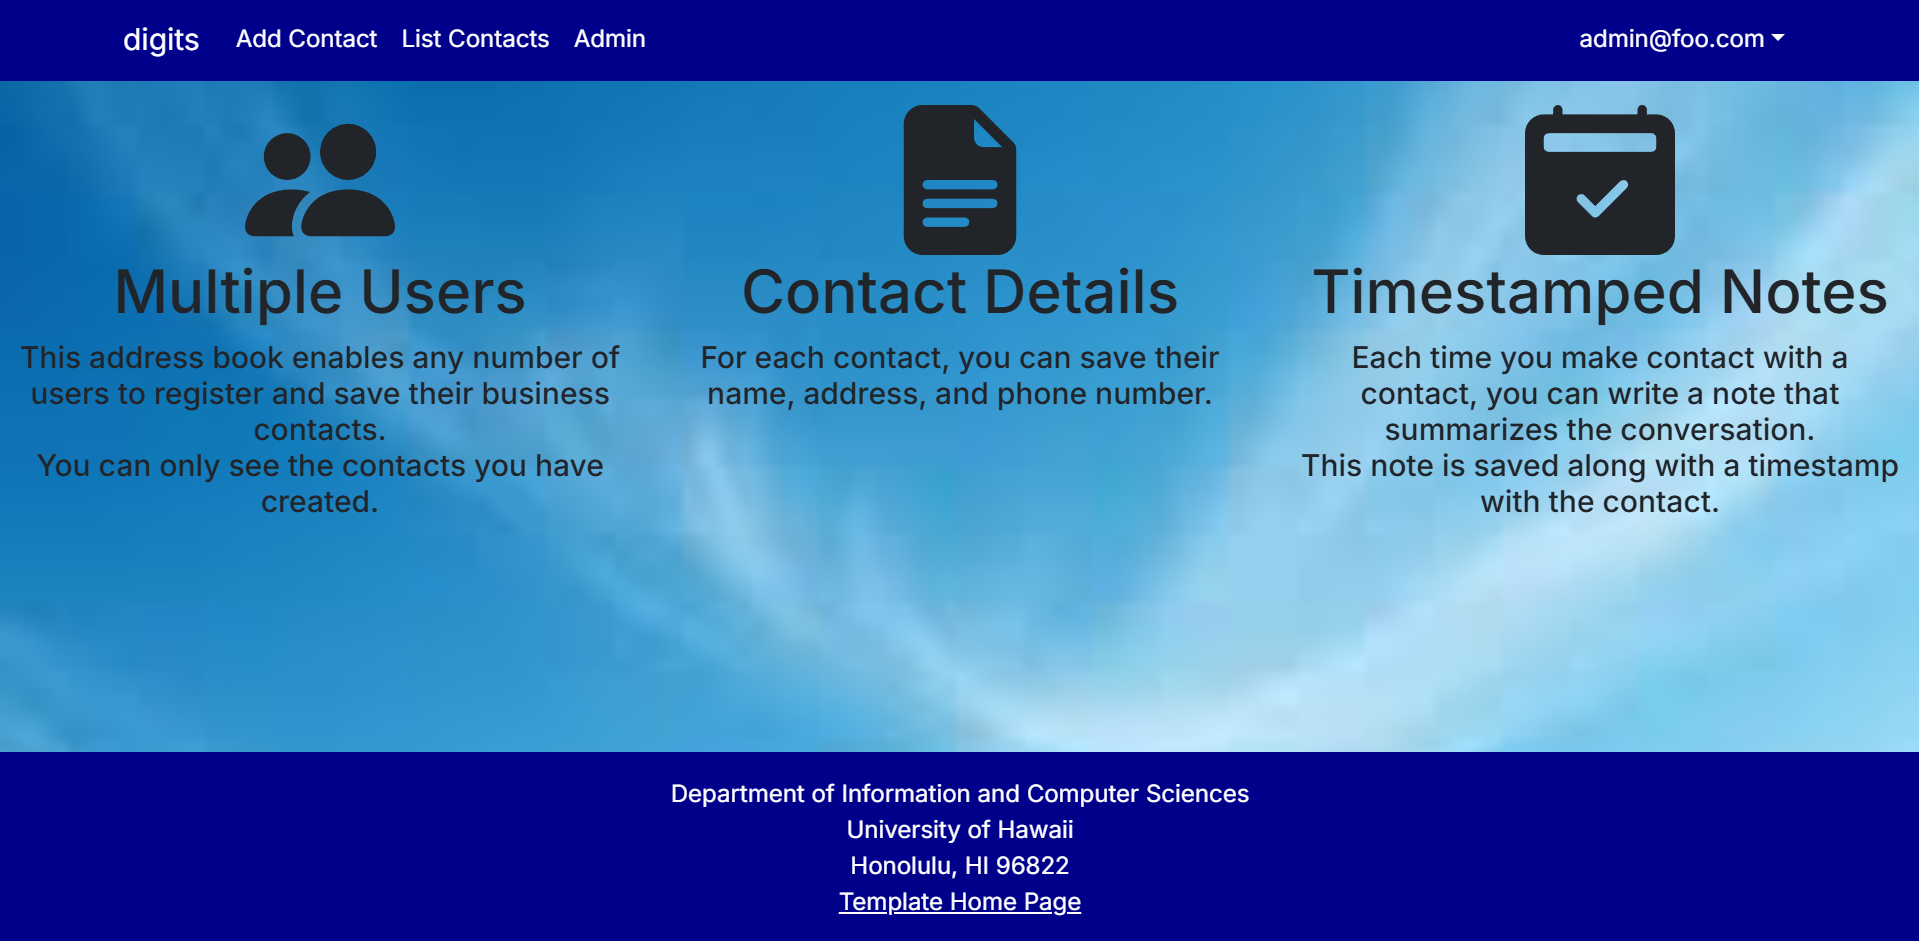 digits Add Contact List Contacts Admin admin@foo.com
Multiple Users
This address book enables any number of
users to register and save their business
contacts.
You can only see the contacts you have
created.
Contact Details
For each contact, you can save their
name, address, and phone number.
Timestamped Notes
Each time you make contact with a
contact, you can write a note that
summarizes the conversation.
This note is saved along with a timestamp
with the contact.
Department of Information and Computer Sciences
University of Hawaii
Honolulu, HI 96822
Template Home Page